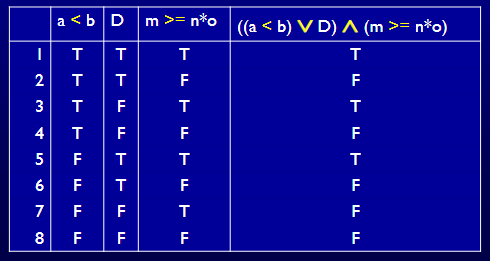 a < b D m >= n*o ((a < b) ∨ D) ∧ (m >= n*o)
1 T T T T
2 T T F F
3 T F T T
4 T F F F
5 F T T T
6 F T F F
7 F F T F
8 F F F F